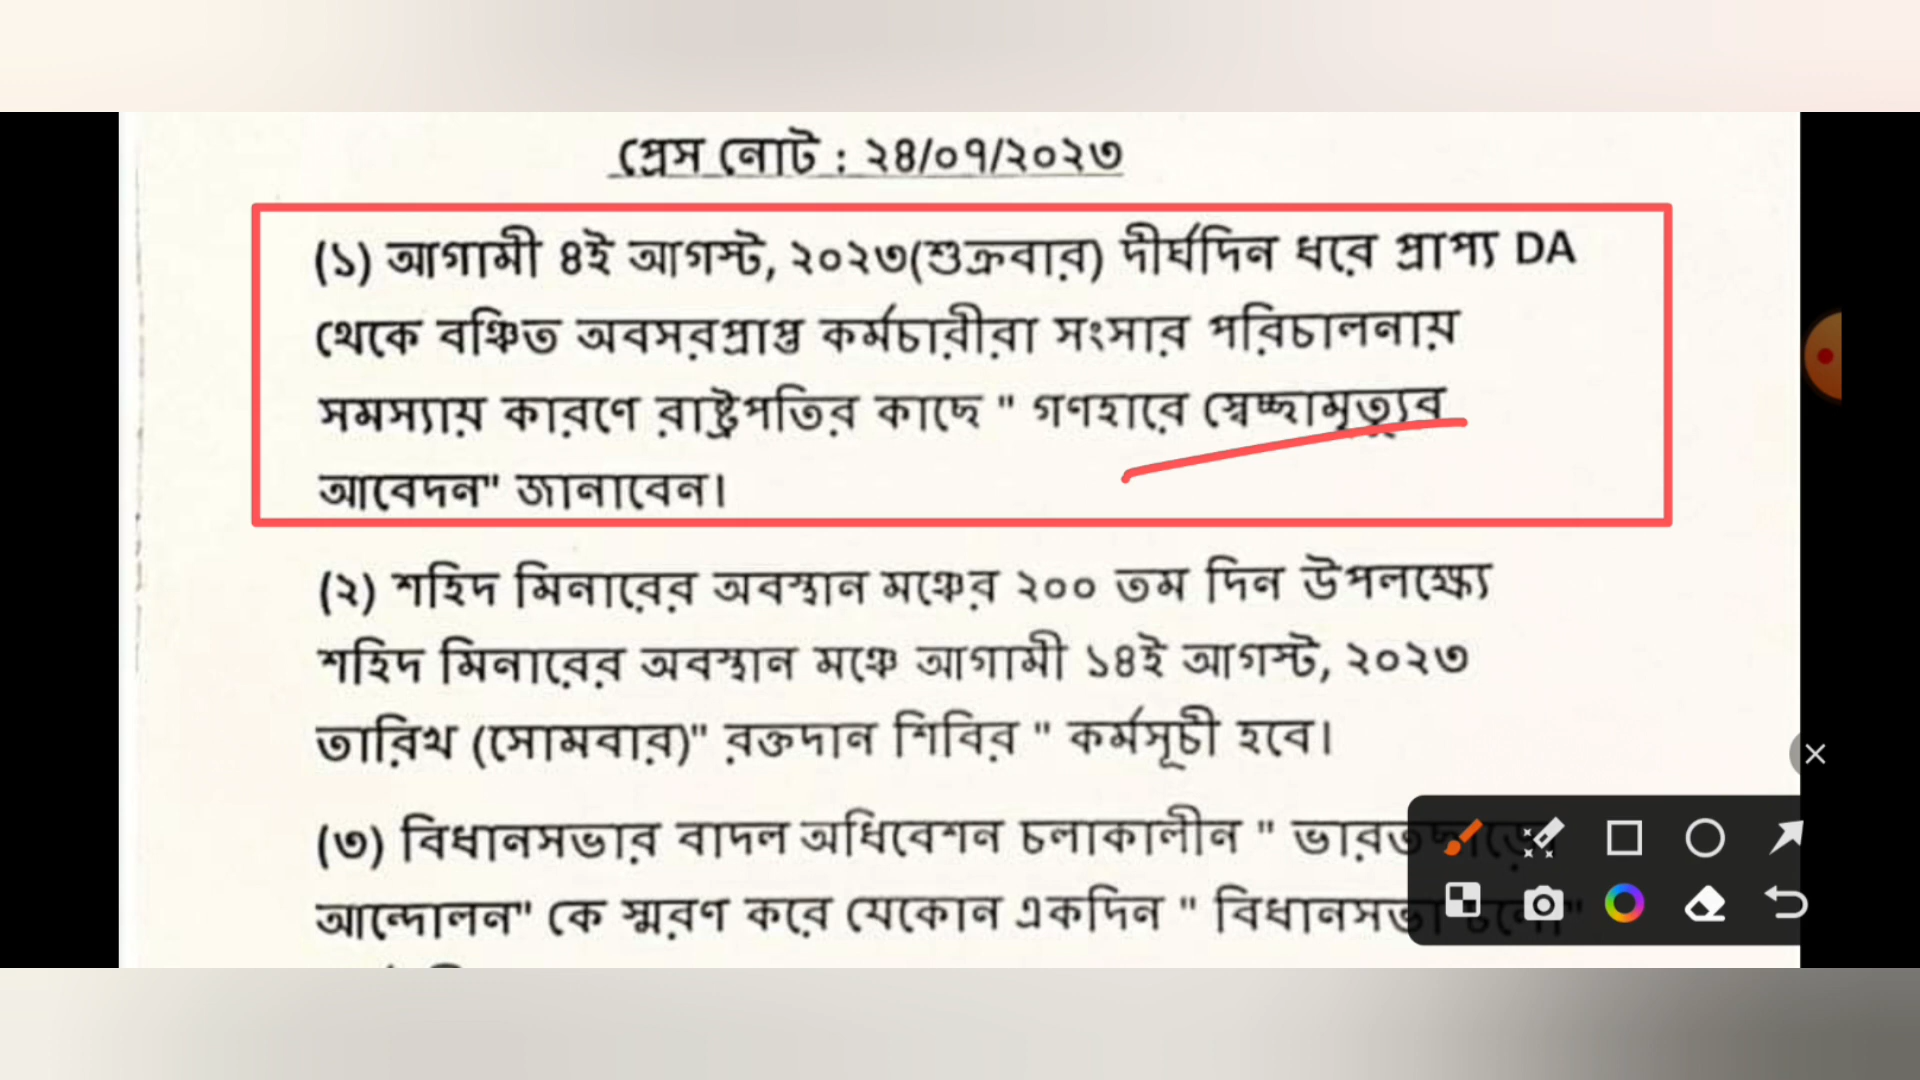 প্রেস নোট : ২৪/০৭/২০২৩
(১) আগামী ৪ই আগস্ট, ২০২৩(শুক্রবার) দীর্ঘদিন ধরে প্রাপ্য DA
থেকে বঞ্চিত অবসরপ্রাপ্ত কর্মচারীরা সংসার পরিচালনায়
সমস্যায় কারণে রাষ্ট্রপতির কাছে " গণহারে স্বেচ্ছামৃত্যুর
আবেদন" জানাবেন।
(২) শহিদ মিনারের অবস্থান মঞ্চের ২০০ তম দিন উপলক্ষ্যে
শহিদ মিনারের অবস্থান মঞ্চে আগামী ১৪ই আগস্ট, ২০২৩
তারিখ (সোমবার)" রক্তদান শিবির " কর্মসূচী হবে।
(৩) বিধানসভার বাদল অধিবেশন চলাকালীন " ভারত ছাড়ো
আন্দোলন" কে স্মরণ করে যেকোন একদিন " বিধানসভা চলো "